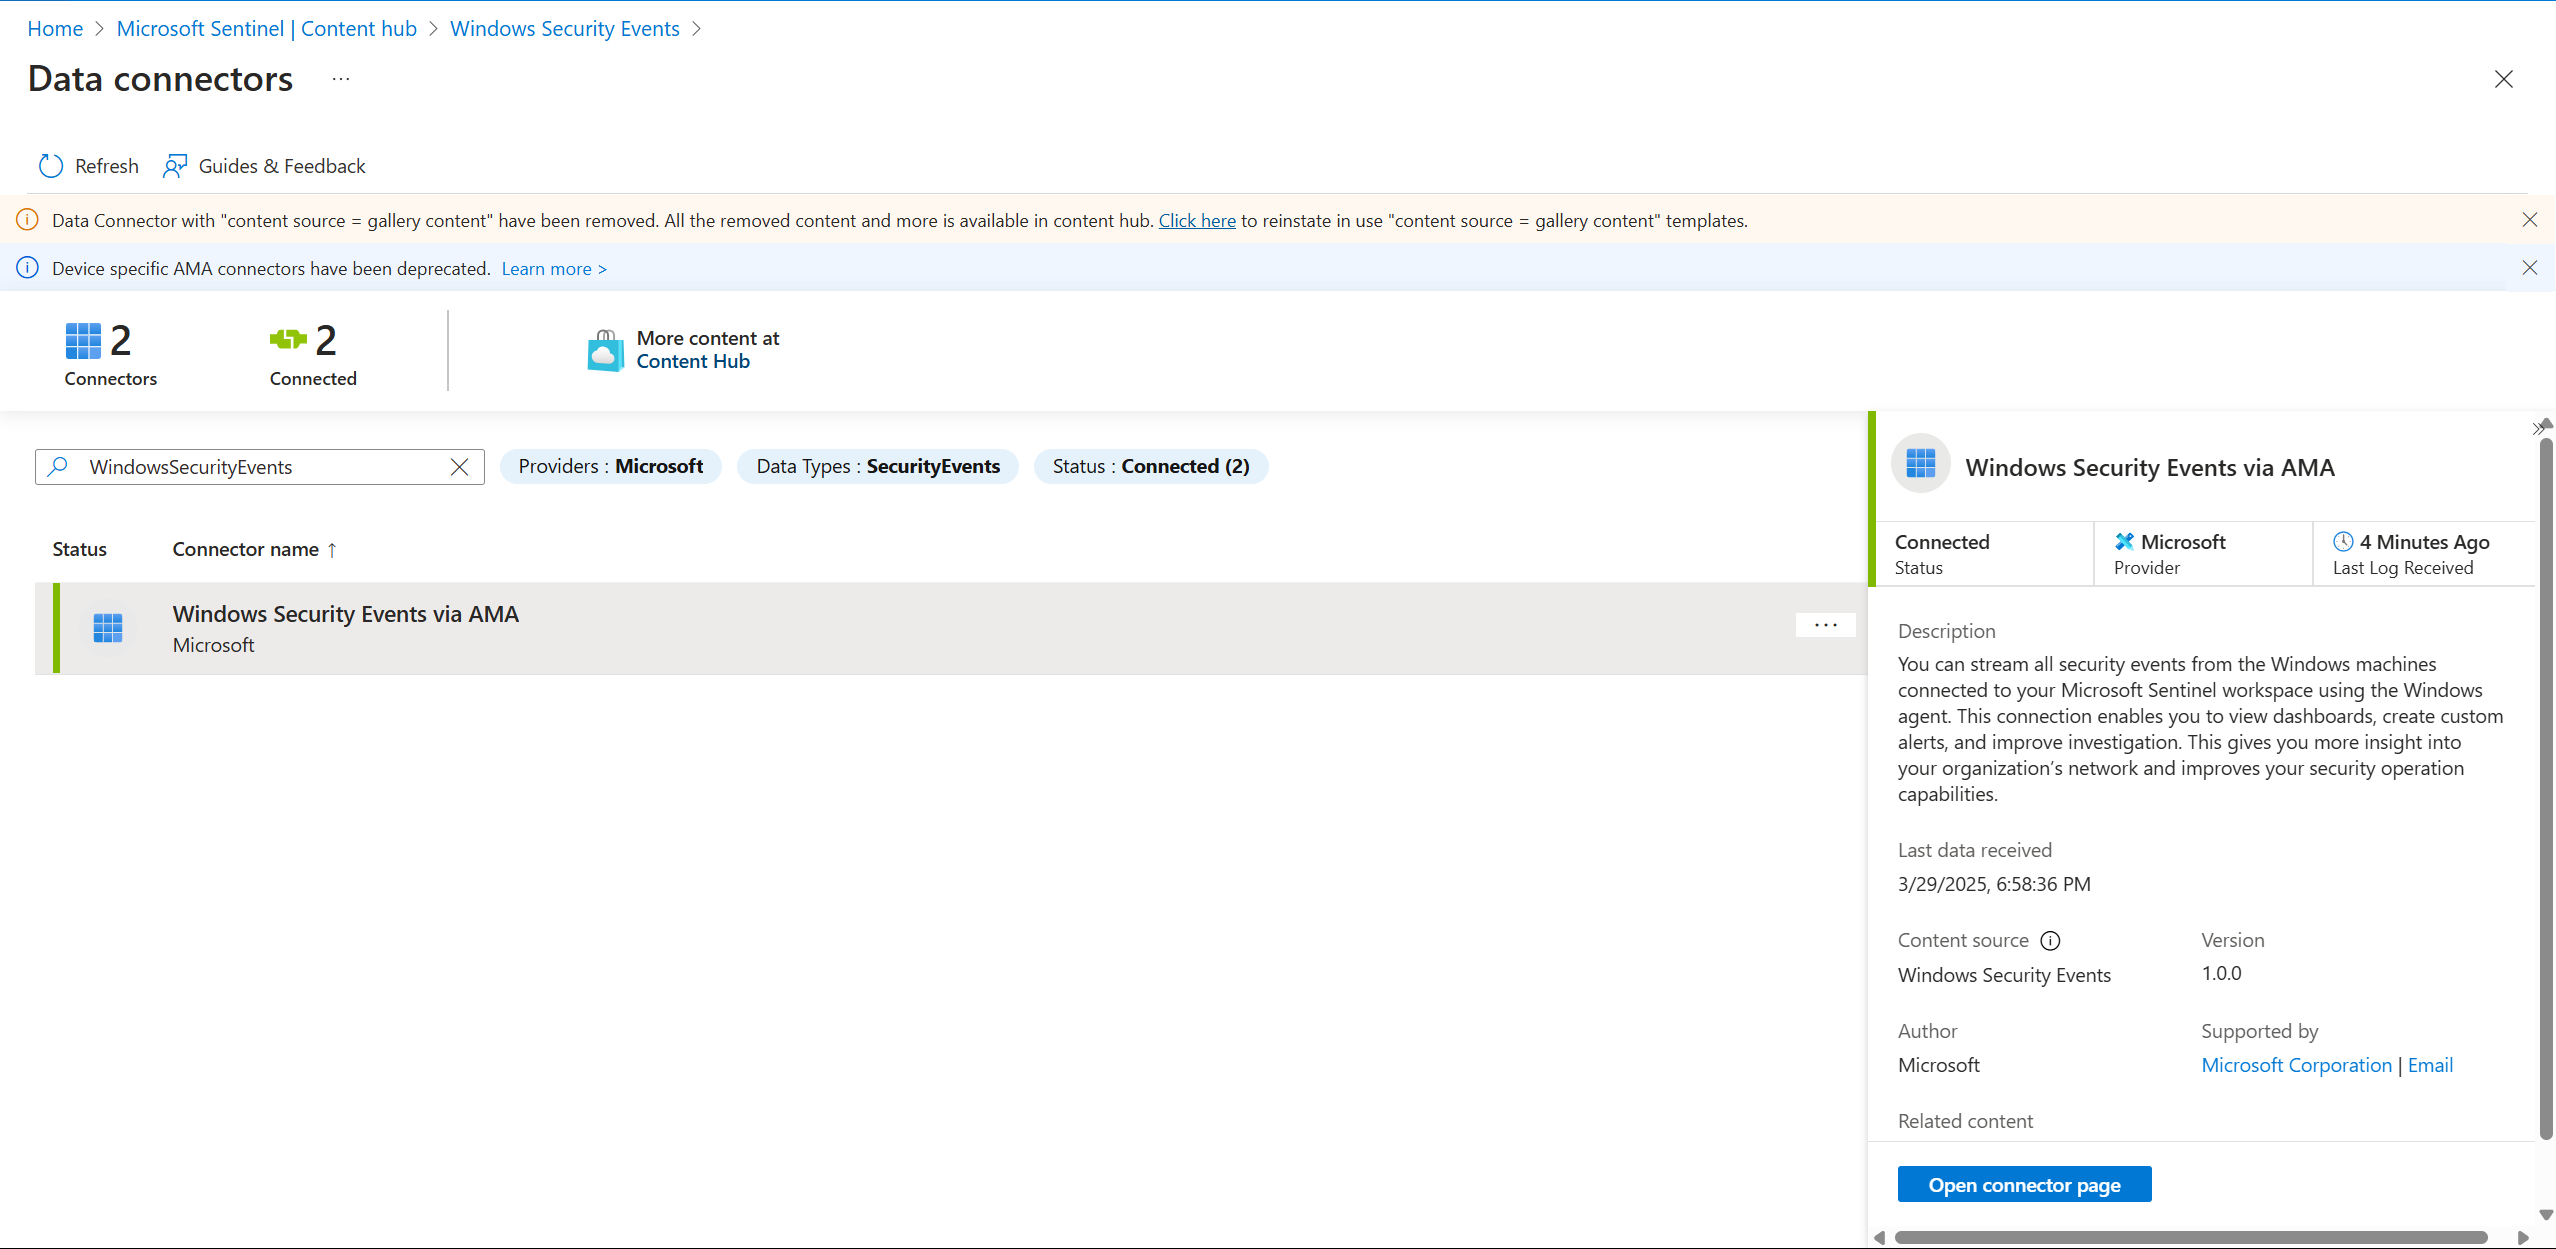 Home > Microsoft Sentinel | Content hub > Windows Security Events >
Data connectors ...
Refresh Guides & Feedback
Data Connector with "content source = gallery content" have been removed. All the removed content and more is available in content hub. Click here to reinstate in use "content source = gallery content" templates.
Device specific AMA connectors have been deprecated. Learn more >
2 2
Connectors Connected
More content at
Content Hub
WindowsSecurityEvents Providers : Microsoft Data Types : SecurityEvents Status : Connected (2)
Status Connector name ↑
Windows Security Events via AMA
Microsoft
...
Windows Security Events via AMA
Connected Microsoft 4 Minutes Ago
Status Provider Last Log Received
Description
You can stream all security events from the Windows machines
connected to your Microsoft Sentinel workspace using the Windows
agent. This connection enables you to view dashboards, create custom
alerts, and improve investigation. This gives you more insight into
your organization’s network and improves your security operation
capabilities.
Last data received
3/29/2025, 6:58:36 PM
Content source Version
Windows Security Events 1.0.0
Author Supported by
Microsoft Microsoft Corporation | Email
Related content
Open connector page